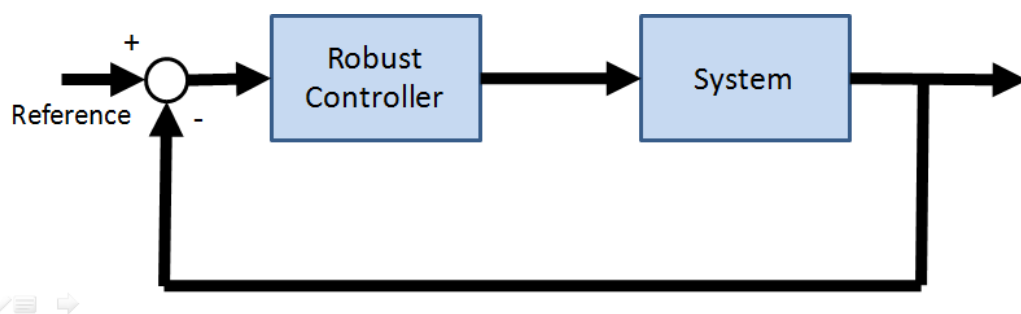 +
Reference
-
Robust
Controller
System